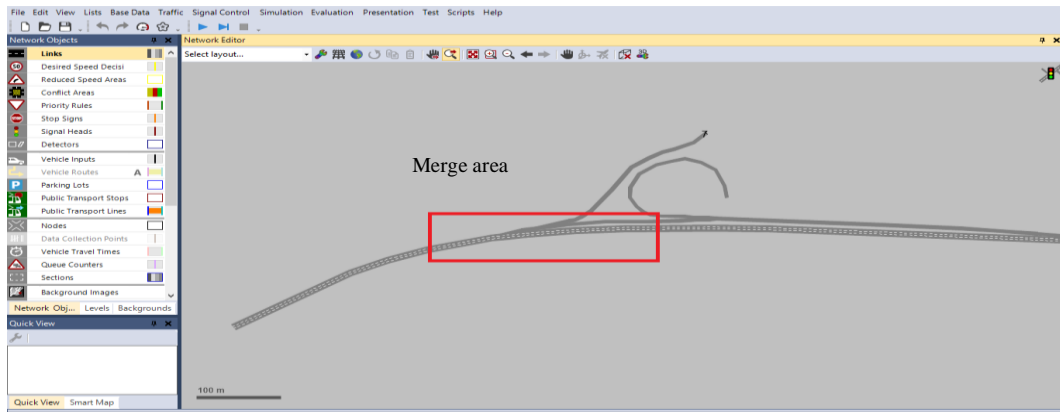 File Edit View Lists Base Data Traffic Signal Control Simulation Evaluation Presentation Test Scripts Help
Network Objects
Network Editor
Links
Select layout...
Desired Speed Decisi
Reduced Speed Areas
Conflict Areas
Priority Rules
Stop Signs
Signal Heads
Detectors
Vehicle Inputs
Vehicle Routes A
Parking Lots
Public Transport Stops
Public Transport Lines
Nodes
Data Collection Points
Vehicle Travel Times
Queue Counters
Sections
Background Images
Network Obj... Levels Backgrounds
Quick View
Quick View Smart Map
Merge area
100 m